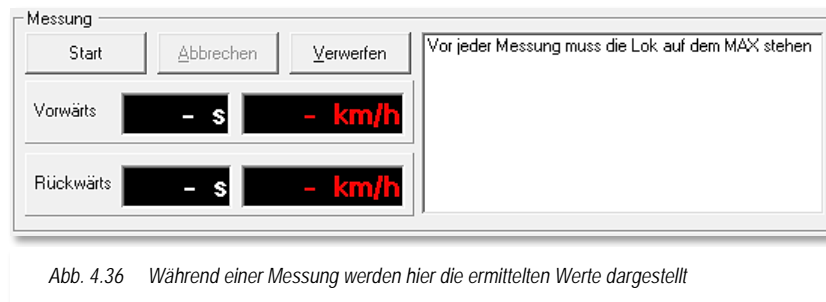 Messung
Start Abbrechen Verwerfen
Vorwärts - s - km/h
Rückwärts - s - km/h
Vor jeder Messung muss die Lok auf dem MAX stehen
Abb. 4.36 Während einer Messung werden hier die ermittelten Werte dargestellt